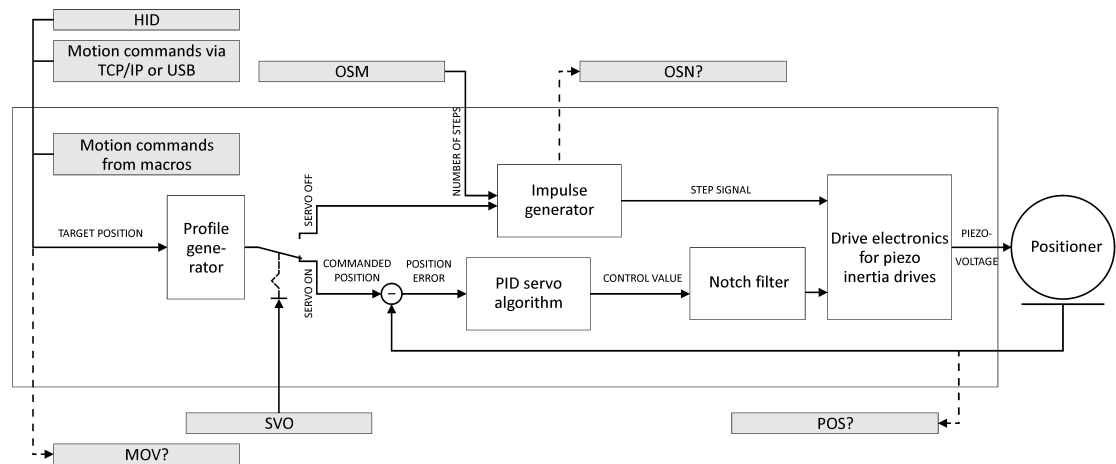 HID
Motion commands via
TCP/IP or USB
OSM
OSN?
Motion commands
from macros
NUMBER OF STEPS
SERVO OFF
Impulse
generator
STEP SIGNAL
TARGET POSITION
Profile
gene-
rator
COMMANDED
POSITION
POSITION
ERROR
SERVO ON
PID servo
algorithm
CONTROL VALUE
Notch filter
Drive electronics
for piezo
inertia drives
PIEZO-
VOLTAGE
Positioner
SVO
POS?
MOV?